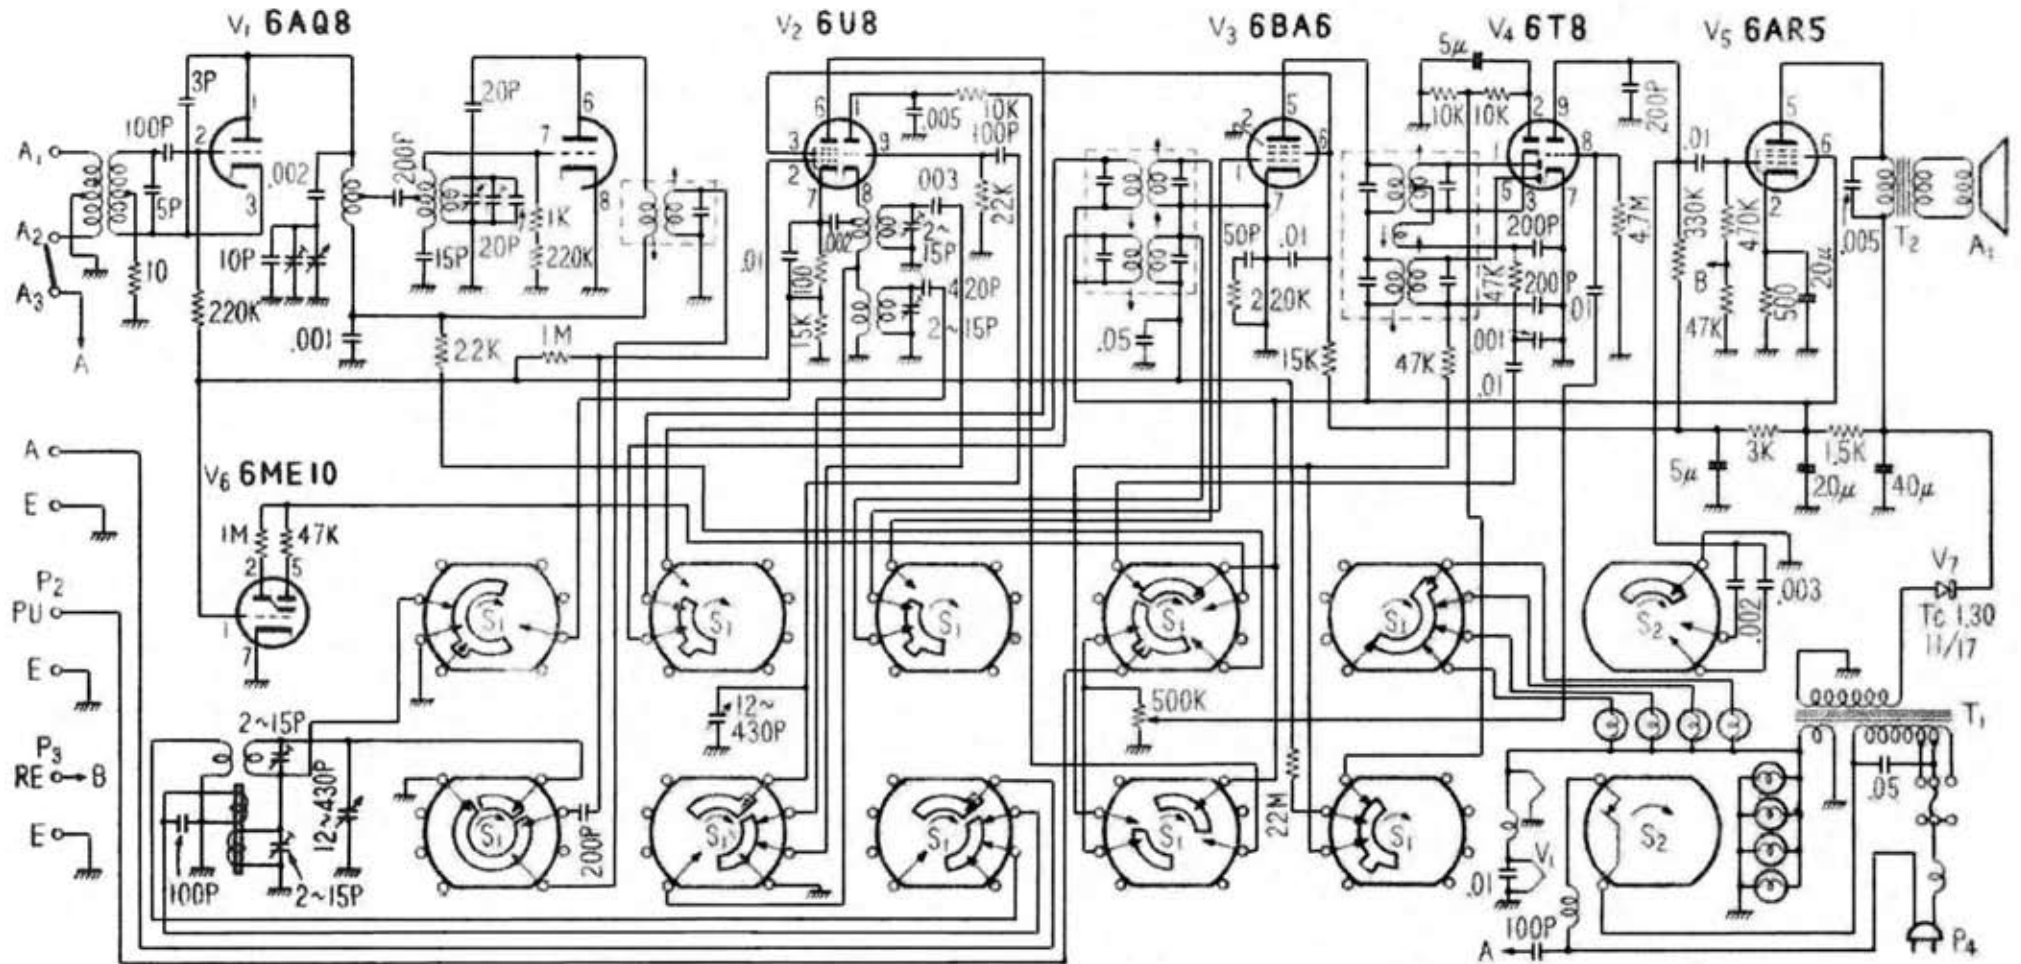 V₁ 6AQ8
V₂ 6U8
V₃ 6BA6
V₄ 6T8
V₅ 6AR5
3P
1
20P
6
6
1
.005
10K
100P
5
2
6
5μ
10K
10K
2
9
200P
5
6
100P
2
7
3
9
.01
A₁
.002
200P
2
1
1
8
3
8
7
8
.003
22K
7
5
3
7
2
5P
1K
.002
2~
15P
50P
.01
200P
4.7M
330K
470K
.005
T₂
A₂
10
10P
15P
20P
220K
.01
100
420P
220K
47K
200P
.01
B
20μ
500
A₃
220K
.001
22K
1M
15K
2~15P
.05
15K
47K
.001
.01
47K
A
A
3K
1.5K
V₆ 6ME10
5μ
20μ
40μ
E
1M
47K
2
5
P₂
PU
1
7
S₁
S₁
S₁
S₁
S₁
S₂
.002
.003
V₇
Tc 1.30
11/17
E
2~15P
12~
430P
500K
T₁
P₃
RE
B
12~430P
200P
22M
.05
E
S₁
S₁
S₁
S₁
S₁
S₂
V₁
100P
2~15P
.01
100P
A
P₄